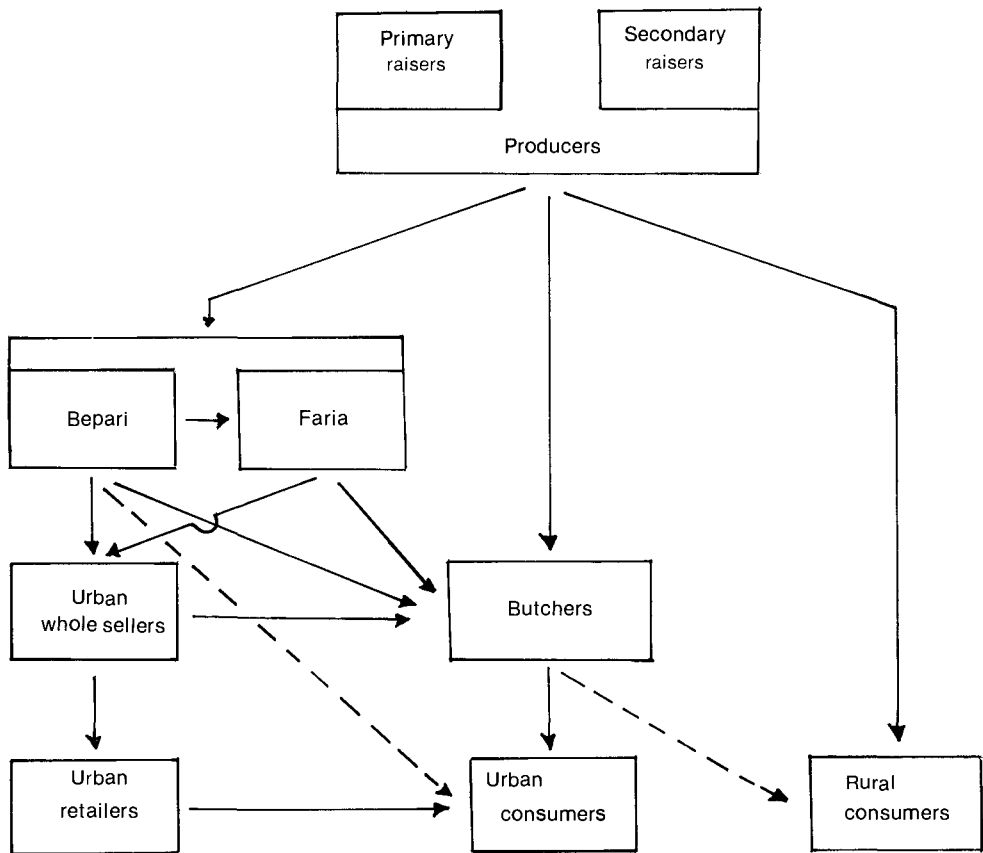 Primary
raisers
Secondary
raisers
Producers
Bepari
Faria
Urban
whole sellers
Butchers
Urban
retailers
Urban
consumers
Rural
consumers